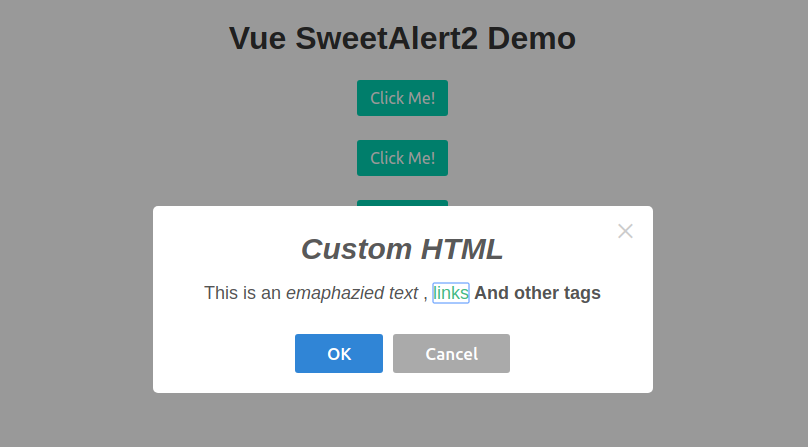 Vue SweetAlert2 Demo
Click Me!
Click Me!
Custom HTML
This is an emaphazied text , links And other tags
OK
Cancel